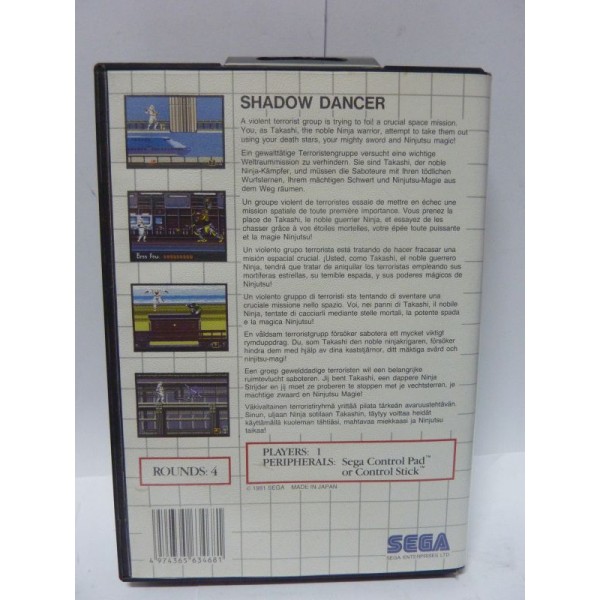 SHADOW DANCER
A violent terrorist group is trying to foil a crucial space mission.
You, as Takashi, the noble Ninja warrior, attempt to take them out
using your death stars, your mighty sword and Ninjutsu magic!
Ein gewalttätige Terroristengruppe versucht eine wichtige
Weltraummission zu verhindern. Sie sind Takashi, der noble
Ninja-Kämpfer, und müssen die Saboteure mit Ihren tödlichen
Wurfsternen, Ihrem mächtigen Schwert und Ninjutsu-Magie aus
dem Weg räumen.
Un groupe violent de terroristes essaie de mettre en échec une
mission spatiale de toute première importance. Vous prenez la
place de Takashi, le noble guerrier Ninja, et essayez de les
chasser grâce à vos étoiles mortelles, votre épée toute puissante
et la magie Ninjutsu!
Un violento grupo terrorista está tratando de hacer fracasar una
misión espacial crucial. ¡Usted, como Takashi, el noble guerrero
Ninja, tendrá que tratar de aniquilar los terroristas empleando sus
mortíferas estrellas, su temible espada, y sus poderes mágicos de
Ninjutsu!
Un violento gruppo di terroristi sta tentando di sventare una
cruciale missione nello spazio. Voi, nei panni di Takashi, il nobile
Ninja, tentate di cacciarli mediante stelle mortali, la potente spada
e la magica Ninjutsu!
En våldsam terroristgrupp försöker sabotera ett mycket viktigt
rymduppdrag. Du, som Takashi den noble ninjakrigaren, försöker
hindra dem med hjälp av dina kaststjärnor, ditt mäktiga svärd och
ninjitsu-magi!
Een groep gewelddadige terroristen wil een belangrijke
ruimtevlucht saboteren. Jij bent Takashi, een dappere Ninja
Strijder en jij moet ze proberen te stoppen met je vechtsterren, je
machtige zwaard en Ninjutsu Magie!
Väkivaltainen terroristiryhmä yrittää pilata tärkeän avaruuslehtävän.
Sinun, uljaan Ninja sotilaan Takashin, täytyy voittaa heidät
käyttämällä kuoleman tähtiäsi, mahtavaa miekkaasi ja Ninjutsu
taikaa!
ROUNDS: 4
PLAYERS: 1
PERIPHERALS: Sega Control Pad™
or Control Stick™
© 1991 SEGA MADE IN JAPAN
4 974365 634681
SEGA
SEGA ENTERPRISES LTD.